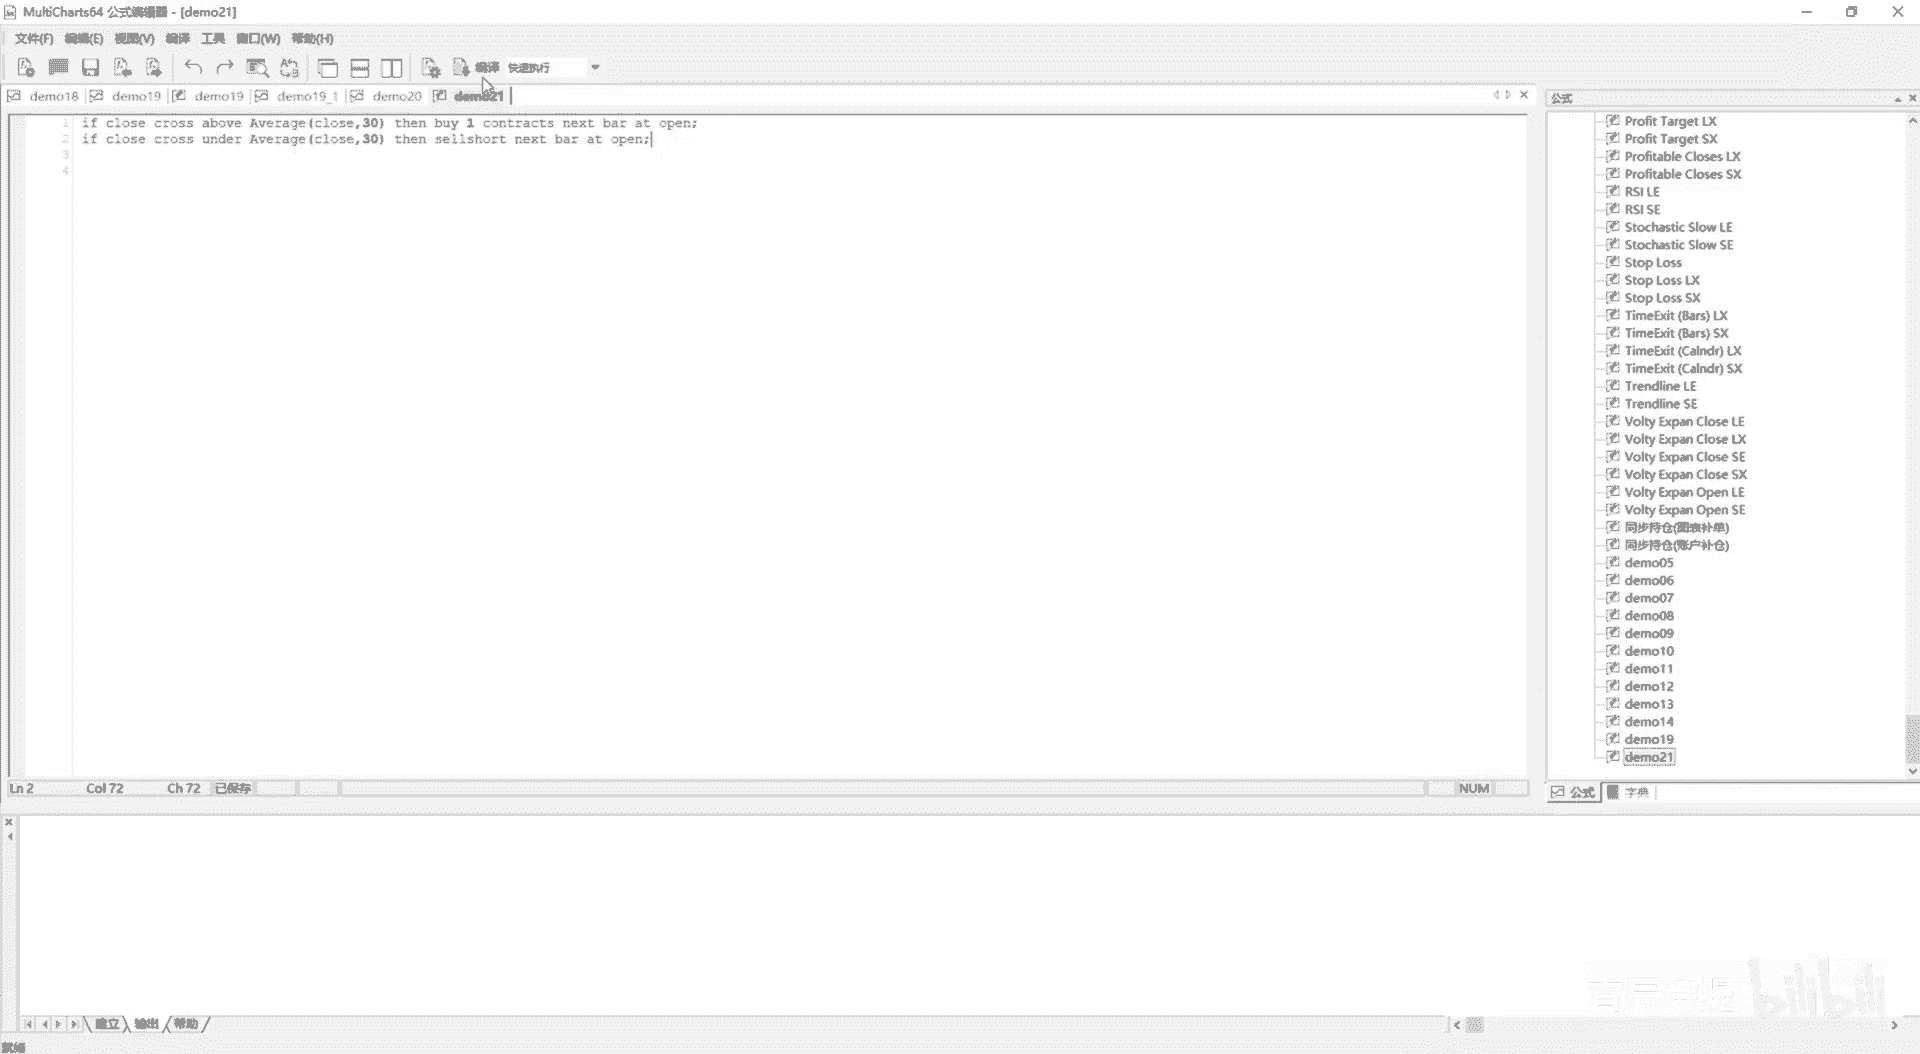 MultiCharts64 公式编辑器 - [demo21]
文件(F) 编辑(E) 视图(V) 编译 工具 窗口(W) 帮助(H)
编译 快速执行
demo18 demo19 demo19 demo19_1 demo20 demo21
公式
1 if close cross above Average(close,30) then buy 1 contracts next bar at open;
2 if close cross under Average(close,30) then sellshort next bar at open;
3
4
Profit Target LX
Profit Target SX
Profitable Closes LX
Profitable Closes SX
RSI LE
RSI SE
Stochastic Slow LE
Stochastic Slow SE
Stop Loss
Stop Loss LX
Stop Loss SX
TimeExit (Bars) LX
TimeExit (Bars) SX
TimeExit (Calndr) LX
TimeExit (Calndr) SX
Trendline LE
Trendline SE
Volty Expan Close LE
Volty Expan Close LX
Volty Expan Close SE
Volty Expan Close SX
Volty Expan Open LE
Volty Expan Open SE
同步持仓(图表补单)
同步持仓(账户补仓)
demo05
demo06
demo07
demo08
demo09
demo10
demo11
demo12
demo13
demo14
demo19
demo21
Ln 2 Col 72 Ch 72 已保存 NUM
公式 字典
建立 输出 帮助
就绪
bilibili